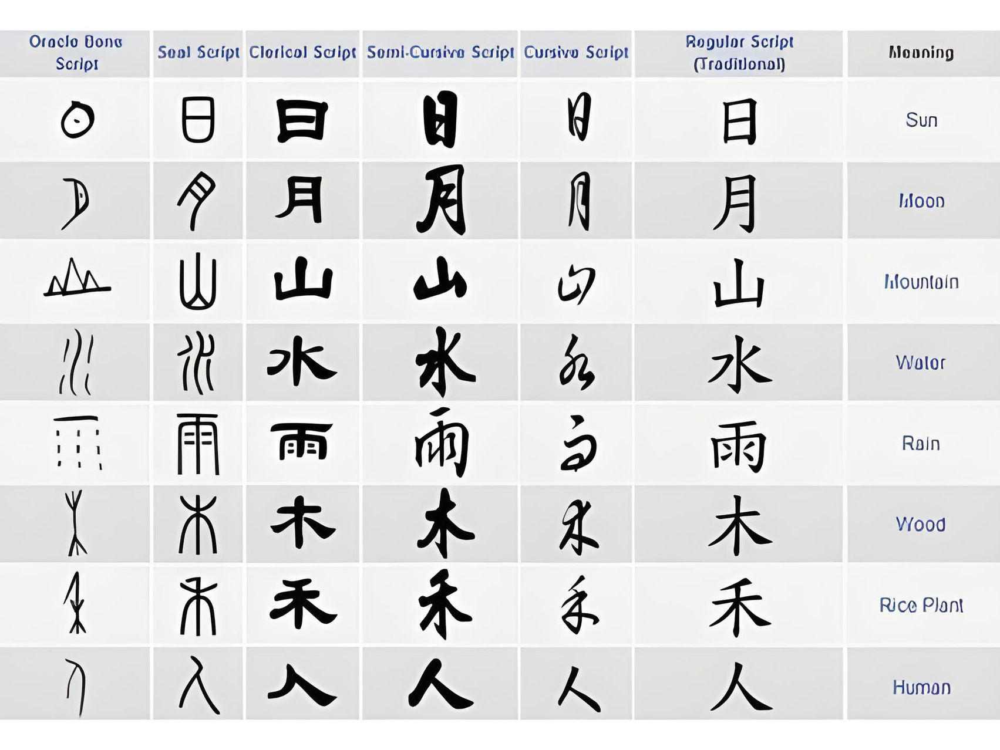 Oracle Bone
Script
Seal Script
Clerical Script
Semi-Cursive Script
Cursive Script
Regular Script
(Traditional)
Meaning
日 日 日 日 日 日 Sun
月 月 月 月 月 月 Moon
山 山 山 山 山 山 Mountain
水 水 水 水 水 水 Water
雨 雨 雨 雨 雨 雨 Rain
木 木 木 木 木 木 Wood
禾 禾 禾 禾 禾 禾 Rice Plant
人 人 人 人 人 人 Human